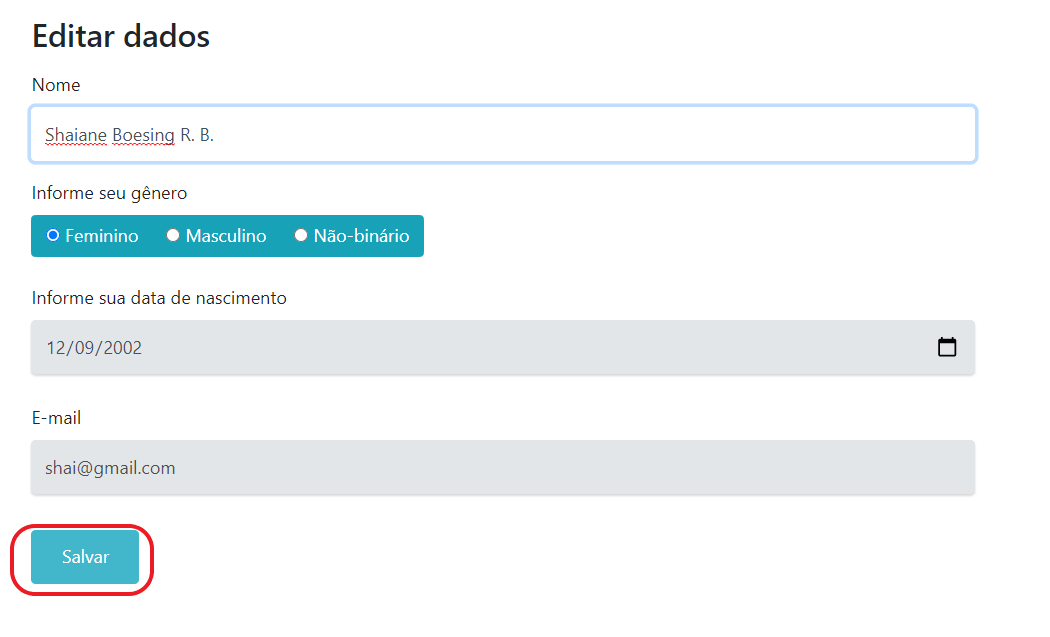 Editar dados
Nome
Shaiane Boesing R. B.
Informe seu gênero
Feminino Masculino Não-binário
Informe sua data de nascimento
12/09/2002
E-mail
shai@gmail.com
Salvar